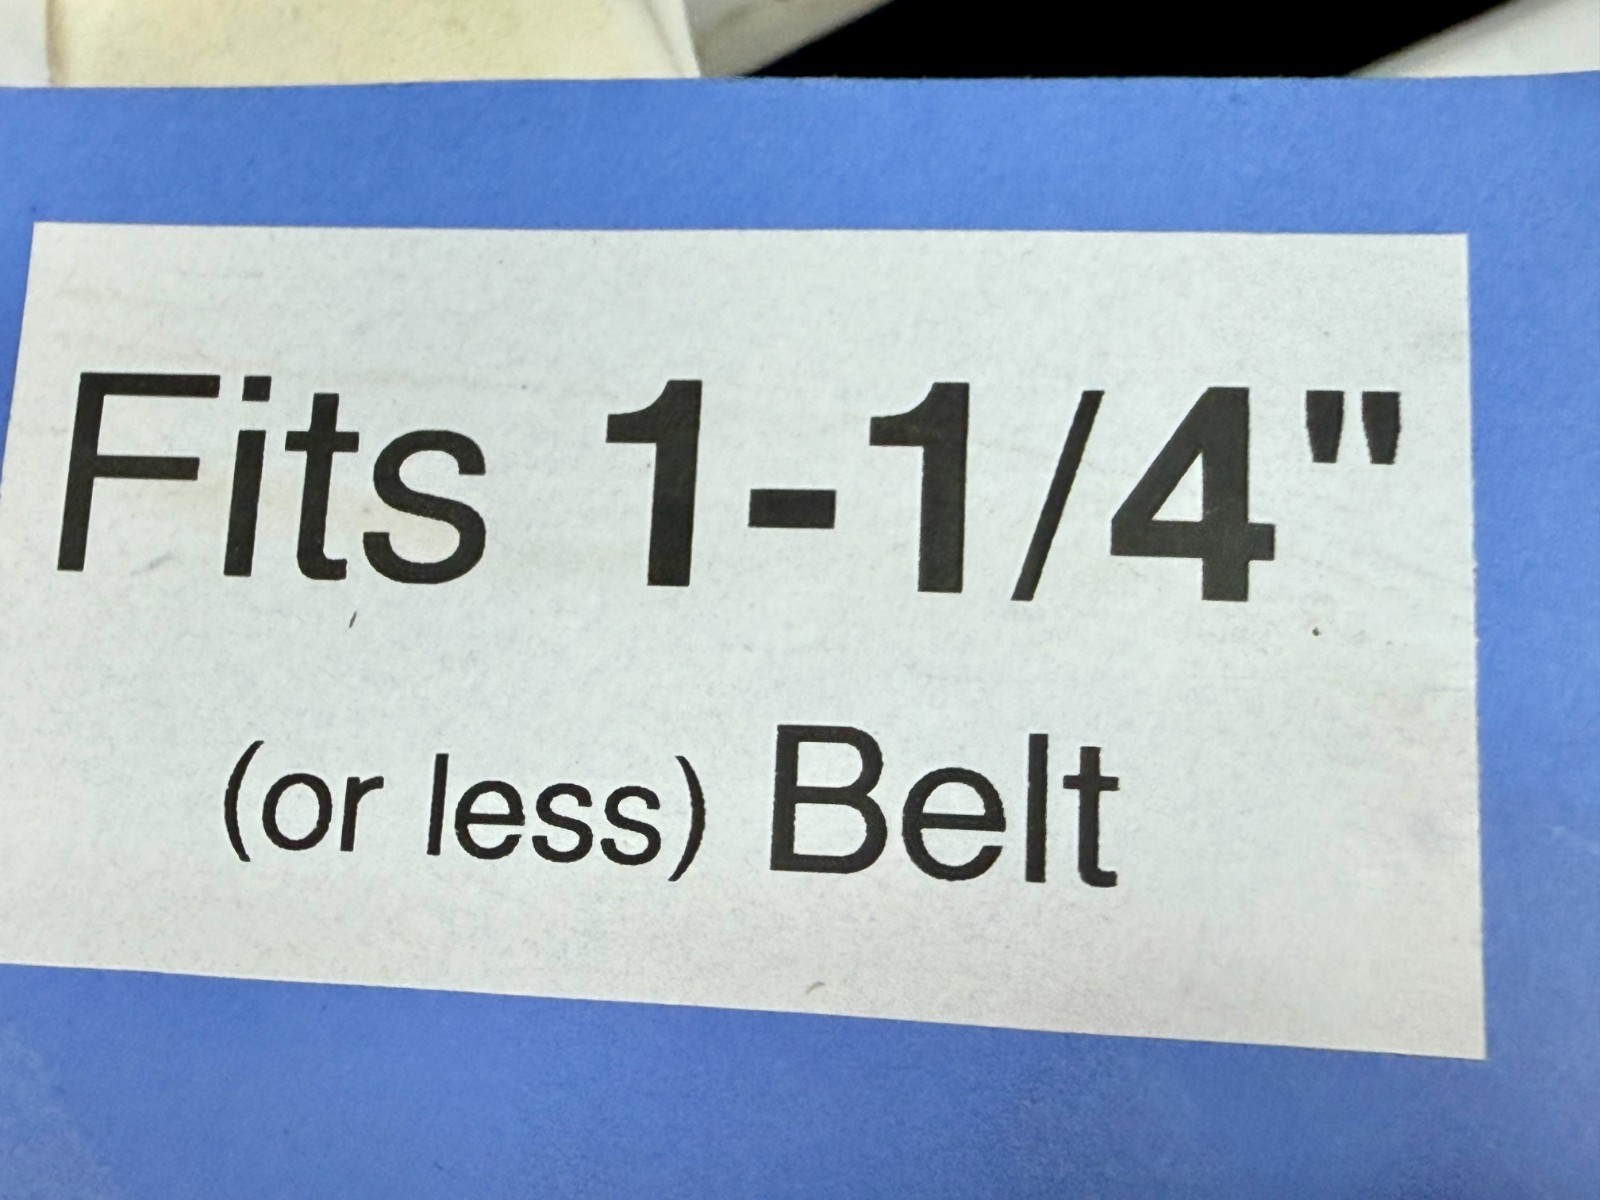 Fits 1-1/4"
(or less) Belt